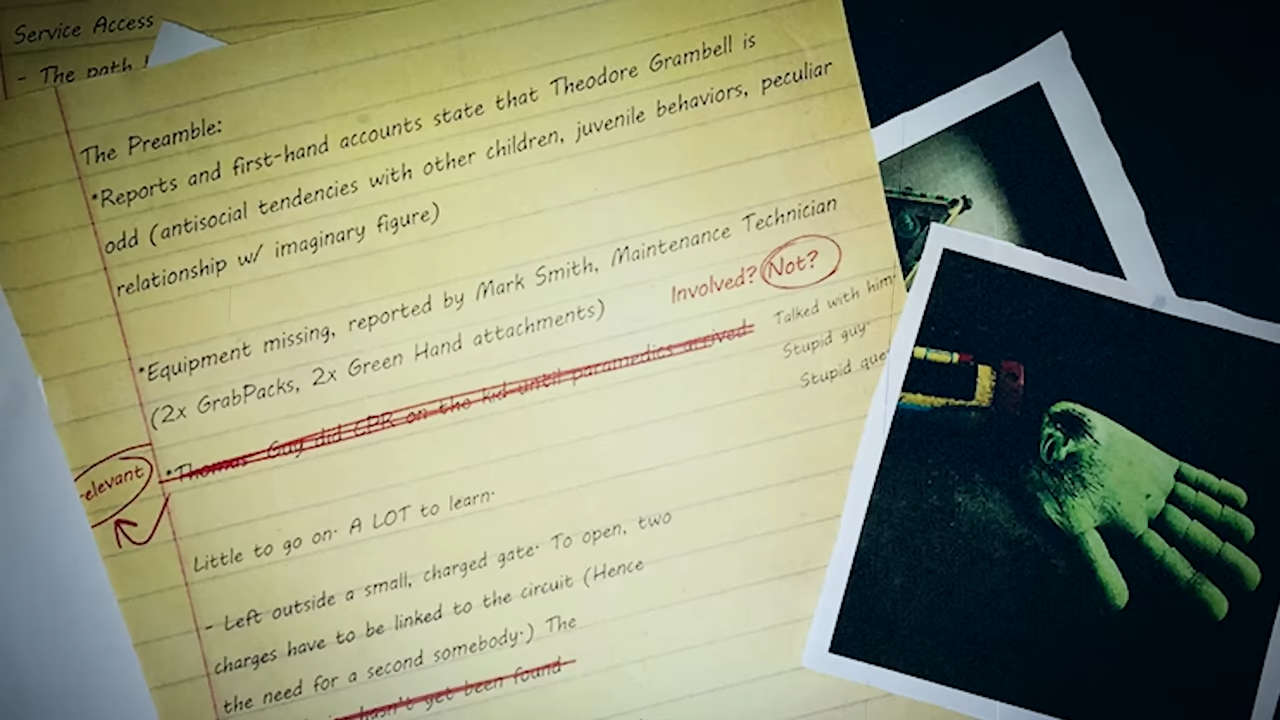 Service Access
- The path
The Preamble:
•Reports and first-hand accounts state that Theodore Grambell is
odd (antisocial tendencies with other children, juvenile behaviors, peculiar
relationship w/ imaginary figure)
•Equipment missing, reported by Mark Smith, Maintenance Technician
(2x GrabPacks, 2x Green Hand attachments)
Involved? Not?
Talked with him
Stupid guy.
Stupid que
•Thomas Gay did CPR on the kid until paramedics arrived.
elevant
Little to go on. A LOT to learn.
- Left outside a small, charged gate. To open, two
charges have to be linked to the circuit (Hence
the need for a second somebody.) The
hasn't yet been found.